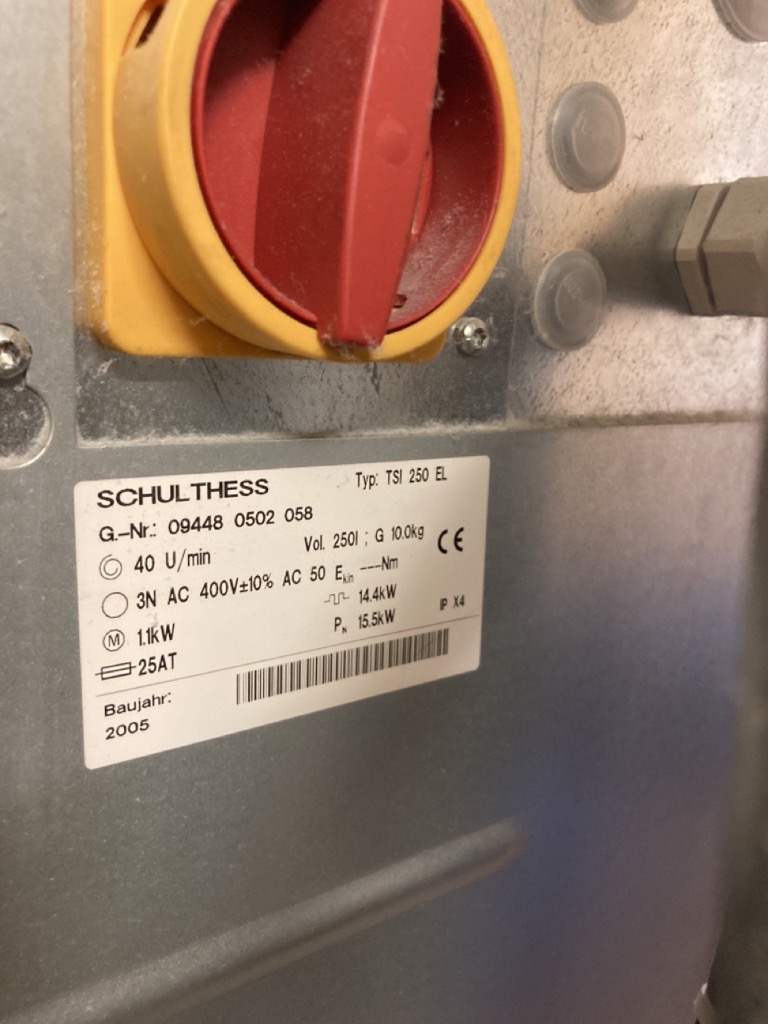 SCHULTHESS Typ: TSI 250 EL
G.-Nr.: 09448 0502 058
40 U/min Vol. 250l ; G 10.0kg CE
3N AC 400V±10% AC 50 Ekin ---Nm
M 1.1kW 14.4kW IP X4
25AT PN 15.5kW
Baujahr:
2005